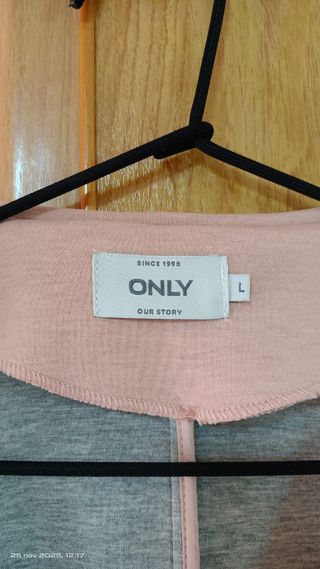 SINCE 1995
ONLY
L
OUR STORY
25 nov 2025, 12.17